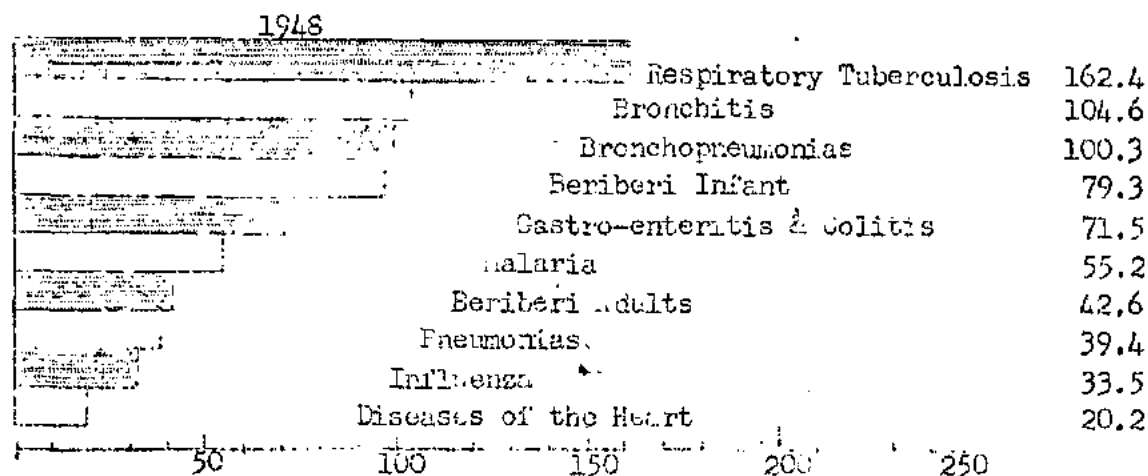 1948
Respiratory Tuberculosis 162.4
Bronchitis 104.6
Bronchopneumonias 100.3
Beriberi Infant 79.3
Gastro-enteritis & Colitis 71.5
Malaria 55.2
Beriberi Adults 42.6
Pneumonias 39.4
Influenza 33.5
Diseases of the Heart 20.2
50 100 150 200 250